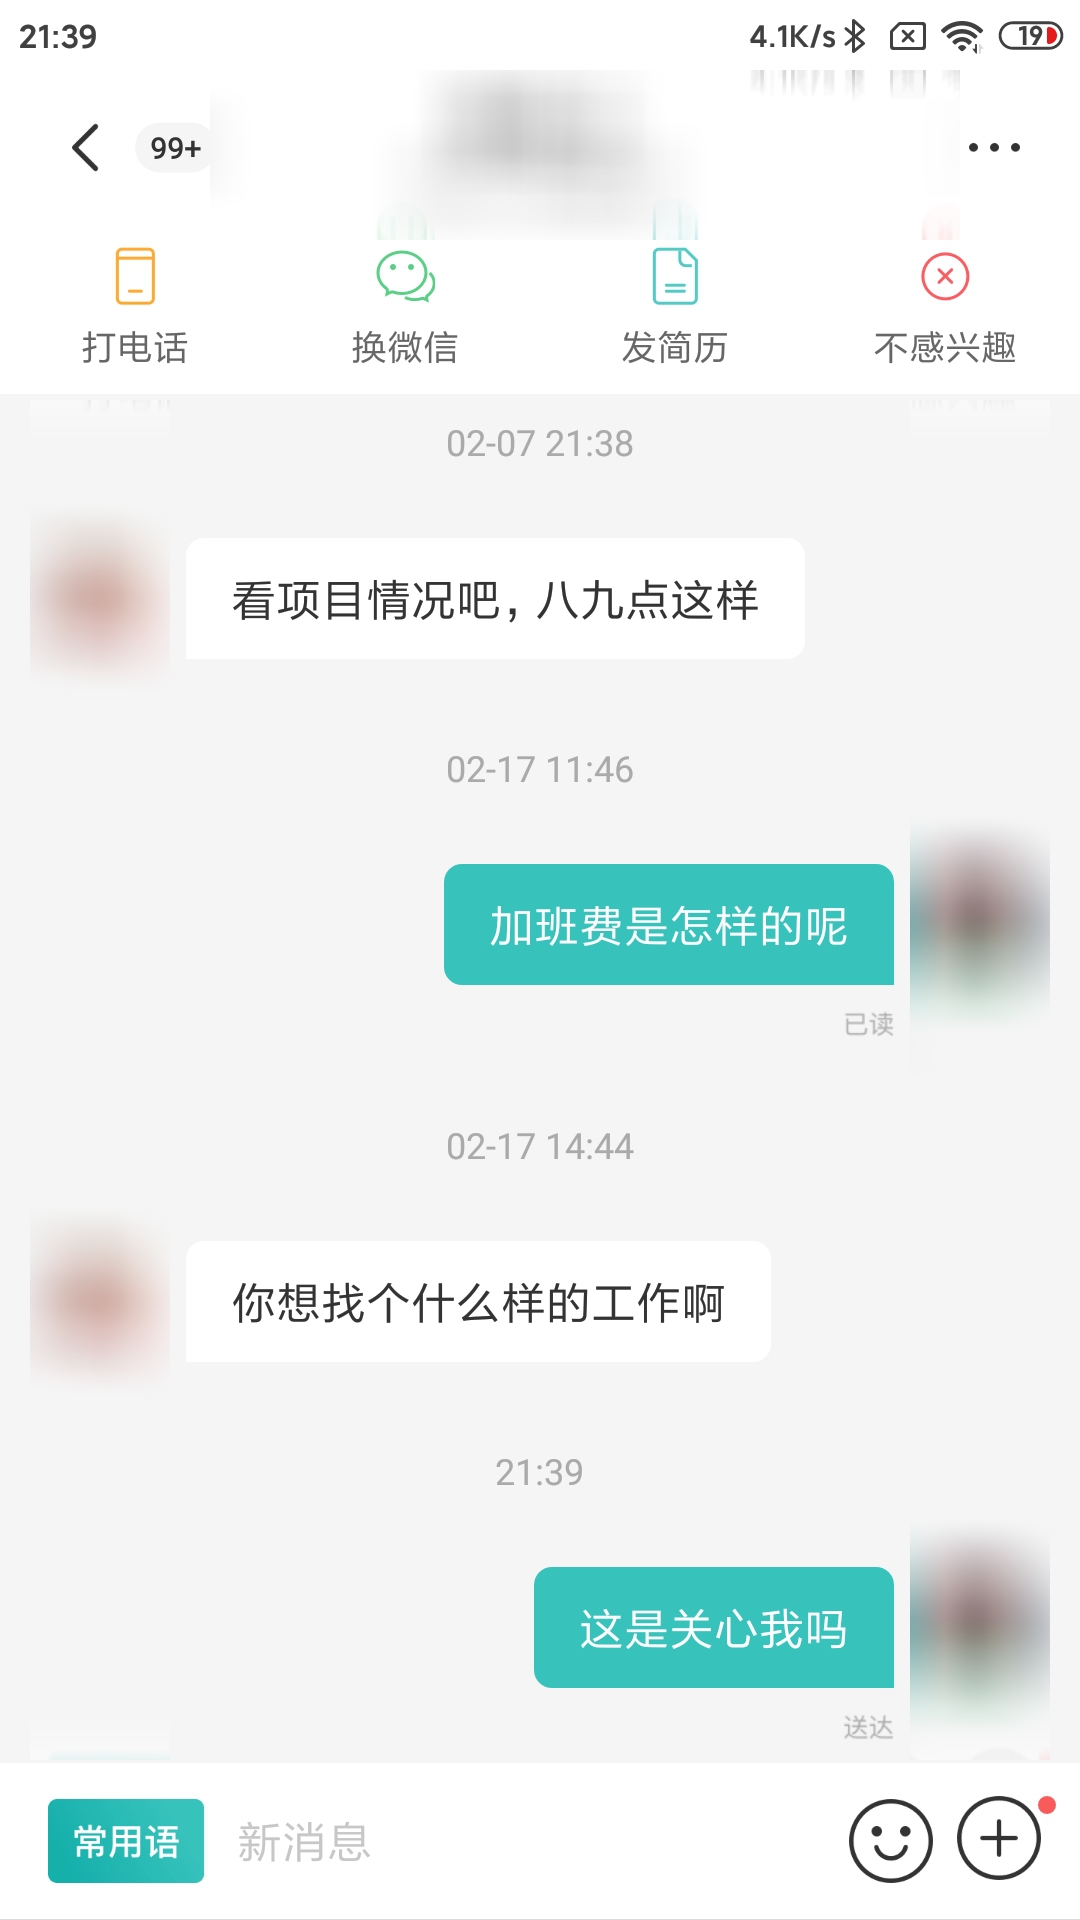 21:39 4.1K/s 19
99+
打电话 换微信 发简历 不感兴趣
02-07 21:38
看项目情况吧，八九点这样
02-17 11:46
加班费是怎样的呢
已读
02-17 14:44
你想找个什么样的工作啊
21:39
这是关心我吗
送达
常用语 新消息